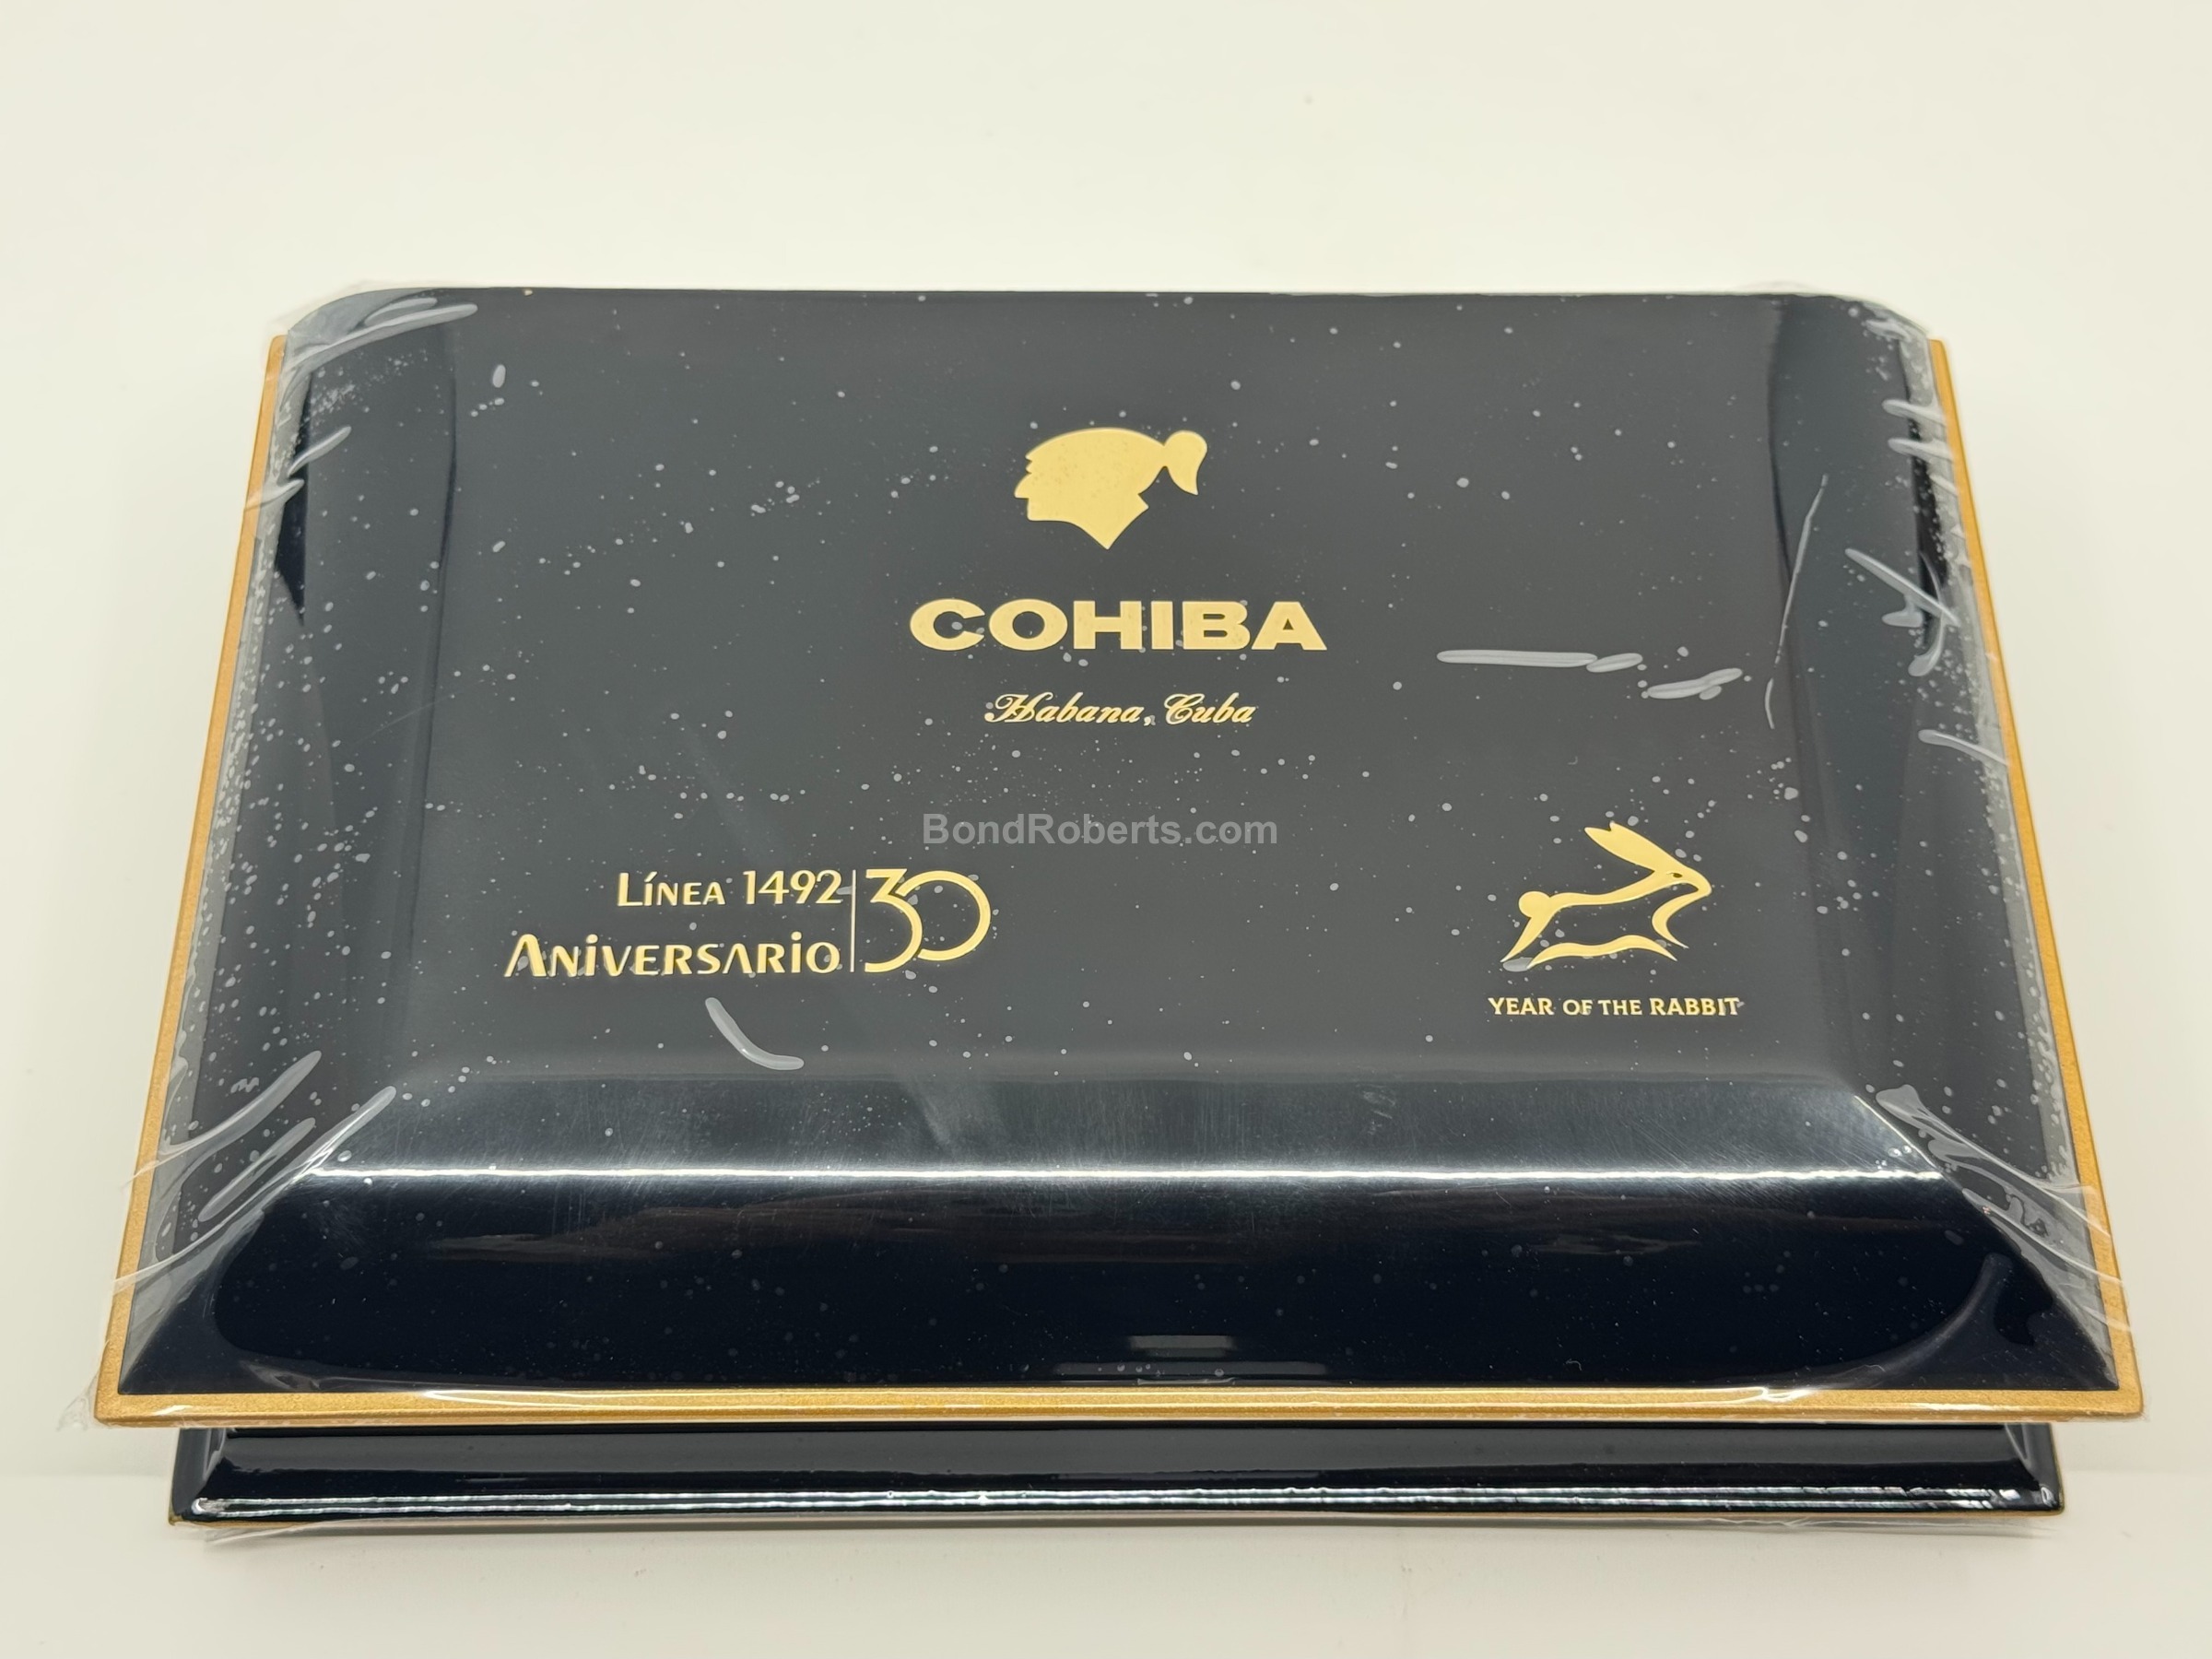 COHIBA
Habana, Cuba
BondRoberts.com
LÍNEA 1492
ANiVERSARiO
30
YEAR OF THE RABBIT